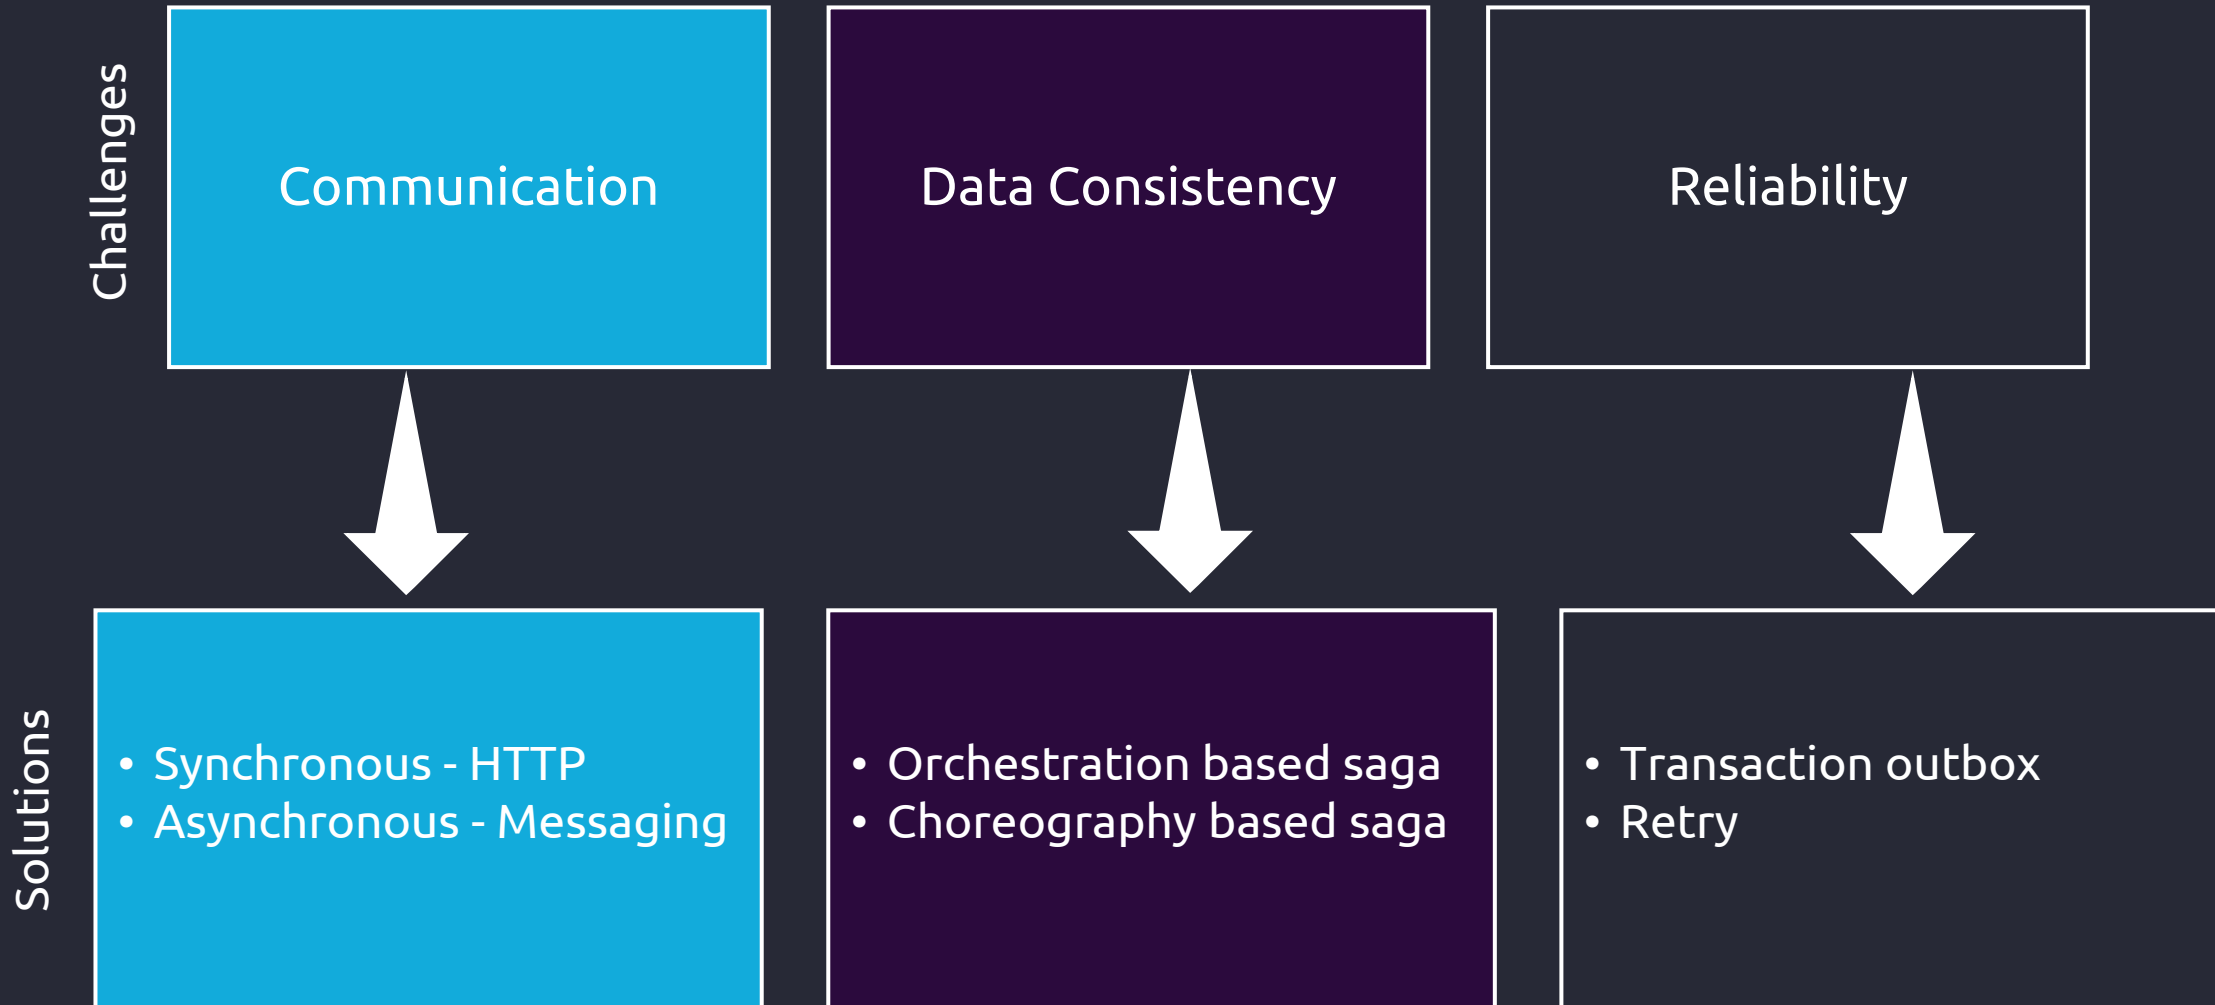 Challenges
Communication
Data Consistency
Reliability
Solutions
• Synchronous - HTTP
• Asynchronous - Messaging
• Orchestration based saga
• Choreography based saga
• Transaction outbox
• Retry